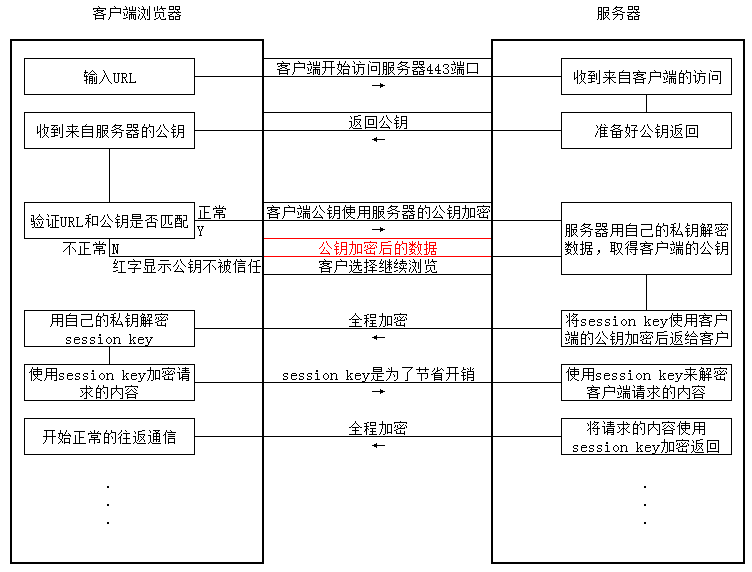 客户端浏览器
服务器
输入URL
客户端开始访问服务器443端口
收到来自客户端的访问
收到来自服务器的公钥
返回公钥
准备好公钥返回
验证URL和公钥是否匹配
正常
Y
客户端公钥使用服务器的公钥加密
服务器用自己的私钥解密
数据，取得客户端的公钥
不正常
N
公钥加密后的数据
红字显示公钥不被信任
客户选择继续浏览
用自己的私钥解密
session key
全程加密
将session key使用客户
端的公钥加密后返给客户
使用session key加密请
求的内容
session key是为了节省开销
使用session key来解密
客户端请求的内容
开始正常的往返通信
全程加密
将请求的内容使用
session key加密返回